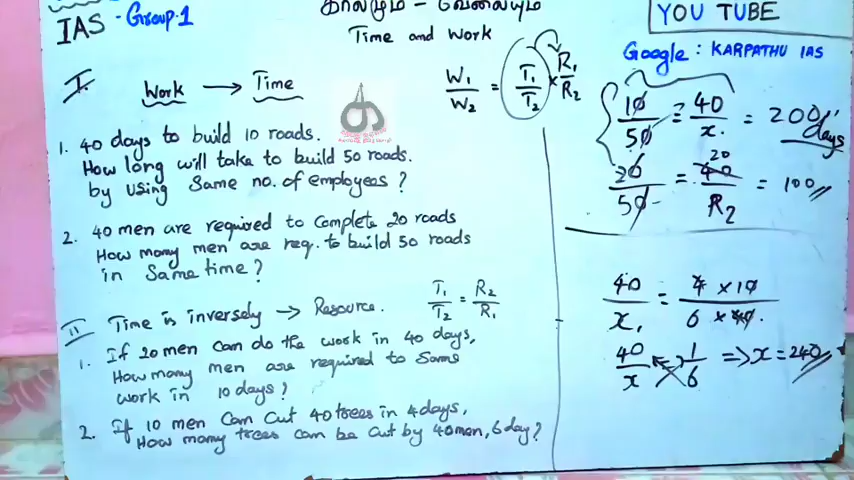 காலமும் - வேலையும்
IAS - Group-1
YOU TUBE
Time and Work
Google : KARPATHU IAS
I. Work → Time
W₁/W₂ = T₁/T₂ × R₁/R₂
10/50 = 40/x = 200 days
1. 40 days to build 10 roads.
How long will take to build 50 roads.
by using same no. of employees ?
20/50 = 40/R₂ = 100
20
2. 40 men are required to complete 20 roads
How many men are req. to build 50 roads
in same time ?
II Time is inversely → Resource. T₁/T₂ = R₂/R₁
40/x = 4 × 10 / 6 × 40
1. If 20 men can do the work in 40 days,
How many men are required to same
work in 10 days ?
40/x = 1/6 ⇒ x = 240
2. If 10 men can cut 40 trees in 4 days,
How many trees can be cut by 40 men, 6 day ?